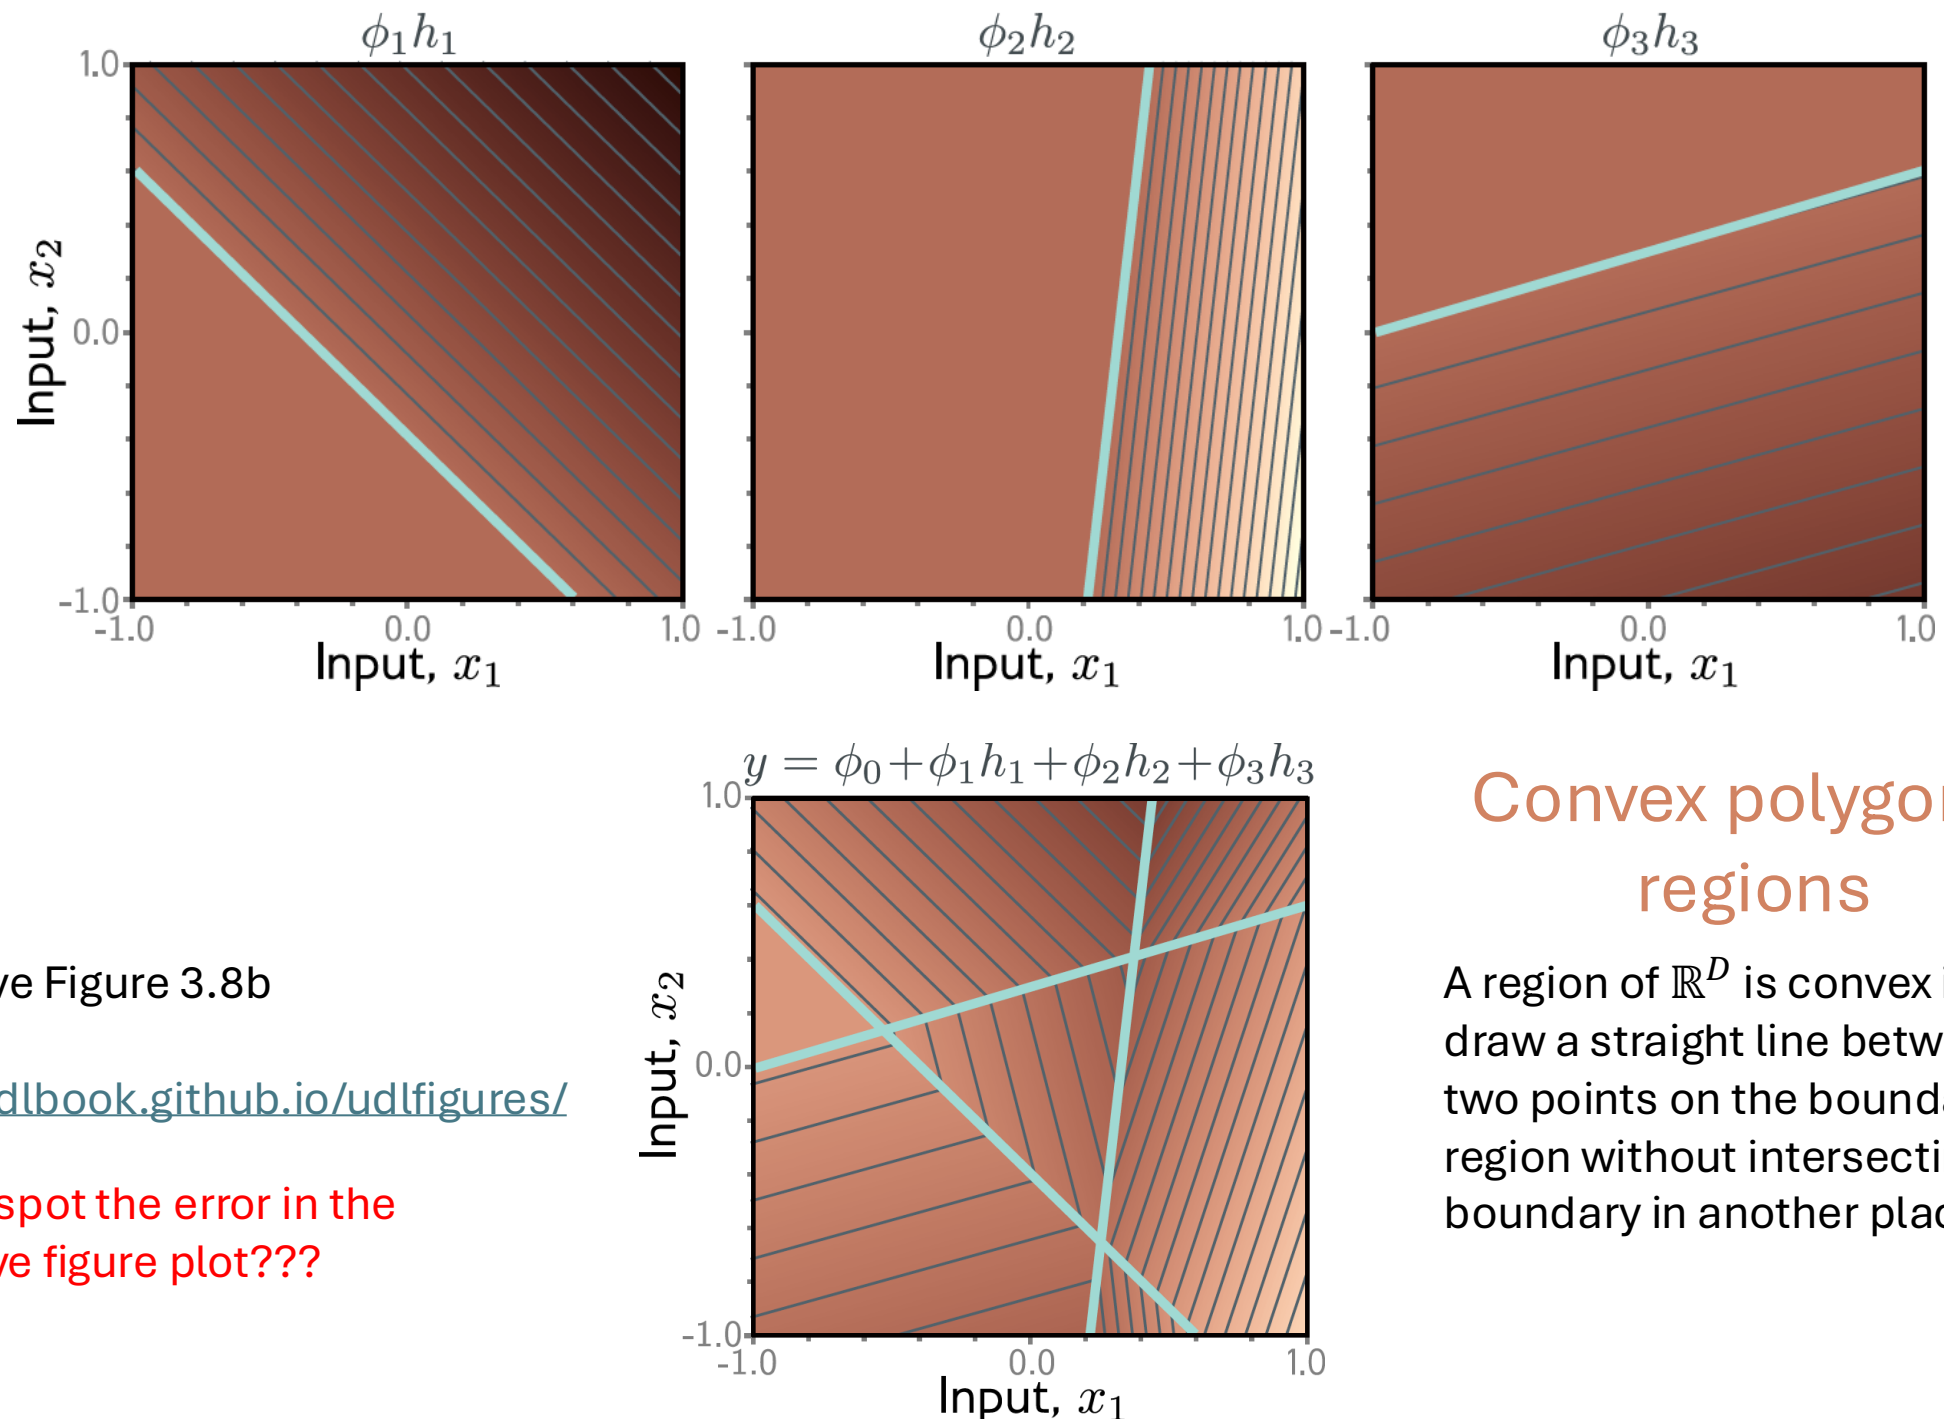 ϕ₁h₁ ϕ₂h₂ ϕ₃h₃
1.0
0.0
-1.0
Input, x₂
-1.0 0.0 1.0 -1.0 0.0 1.0 -1.0 0.0 1.0
Input, x₁ Input, x₁ Input, x₁
y = ϕ₀+ϕ₁h₁+ϕ₂h₂+ϕ₃h₃
1.0
0.0
-1.0
Input, x₂
-1.0 0.0 1.0
Input, x₁
ve Figure 3.8b
dlbook.github.io/udlfigures/
spot the error in the
ve figure plot???
Convex polygon
regions
A region of ℝᴰ is convex i
draw a straight line betw
two points on the bounda
region without intersecti
boundary in another plac